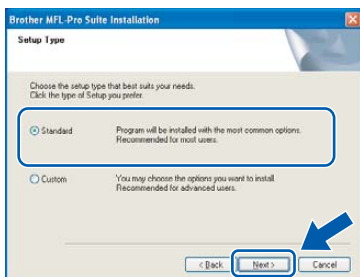 Brother MFL-Pro Suite Installation
Setup Type
Choose the setup type that best suits your needs.
Click the type of Setup you prefer.
Standard
Program will be installed with the most common options.
Recommended for most users.
Custom
You may choose the options you want to install.
Recommended for advanced users.
< Back
Next >
Cancel